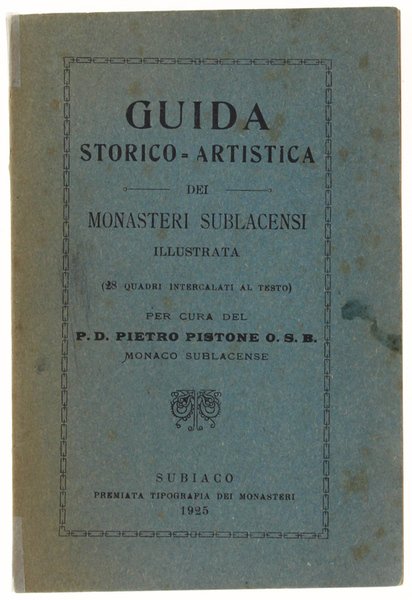 GUIDA
STORICO = ARTISTICA
DEI
MONASTERI SUBLACENSI
ILLUSTRATA
(28 QUADRI INTERCALATI AL TESTO)
PER CURA DEL
P. D. PIETRO PISTONE O. S. B.
MONACO SUBLACENSE
SUBIACO
PREMIATA TIPOGRAFIA DEI MONASTERI
1925